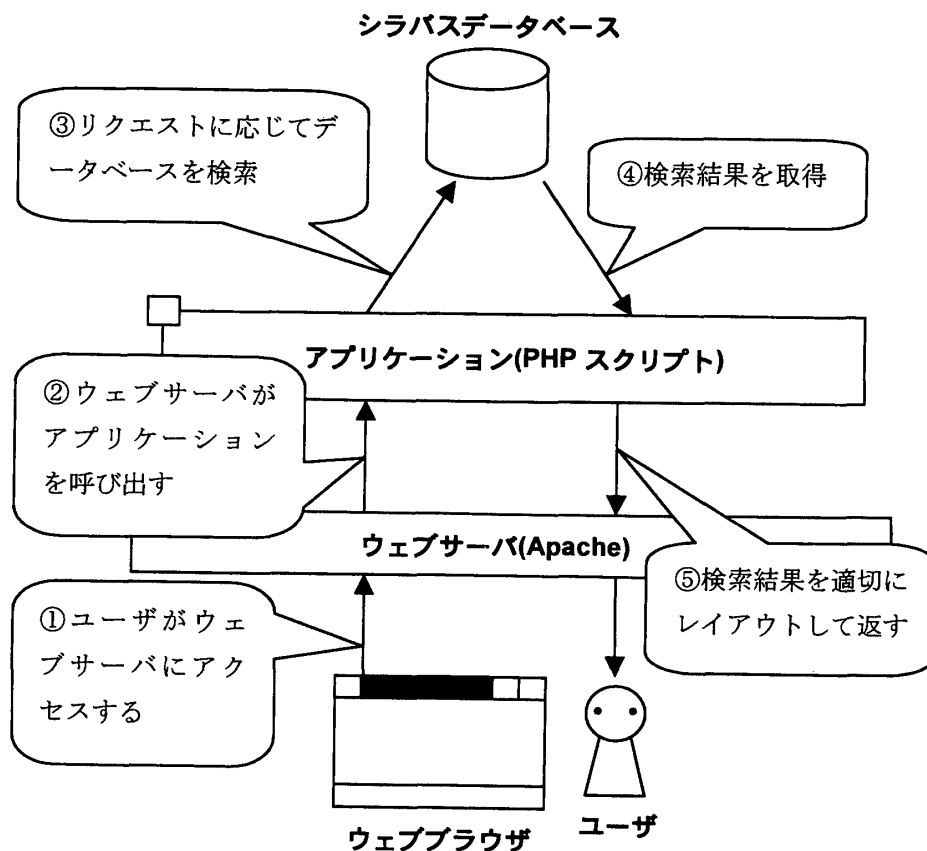 シラバスデータベース
③リクエストに応じてデ
ータベースを検索
④検索結果を取得
アプリケーション(PHP スクリプト)
②ウェブサーバが
アプリケーション
を呼び出す
ウェブサーバ(Apache)
⑤検索結果を適切に
レイアウトして返す
①ユーザがウェ
ブサーバにアク
セスする
ウェブブラウザ
ユーザ